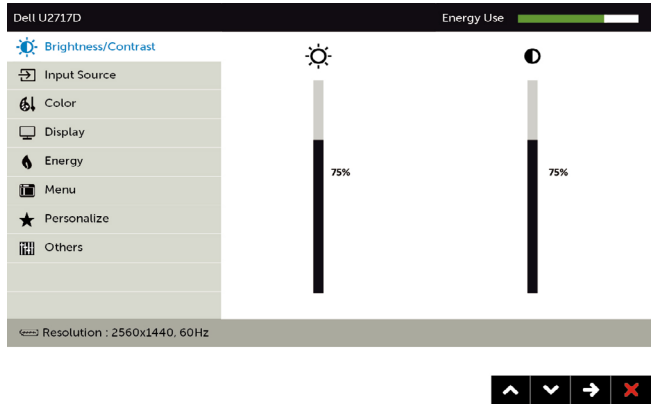 Dell U2717D
Energy Use
Brightness/Contrast
Input Source
Color
Display
Energy
Menu
Personalize
Others
75%
75%
Resolution : 2560x1440, 60Hz